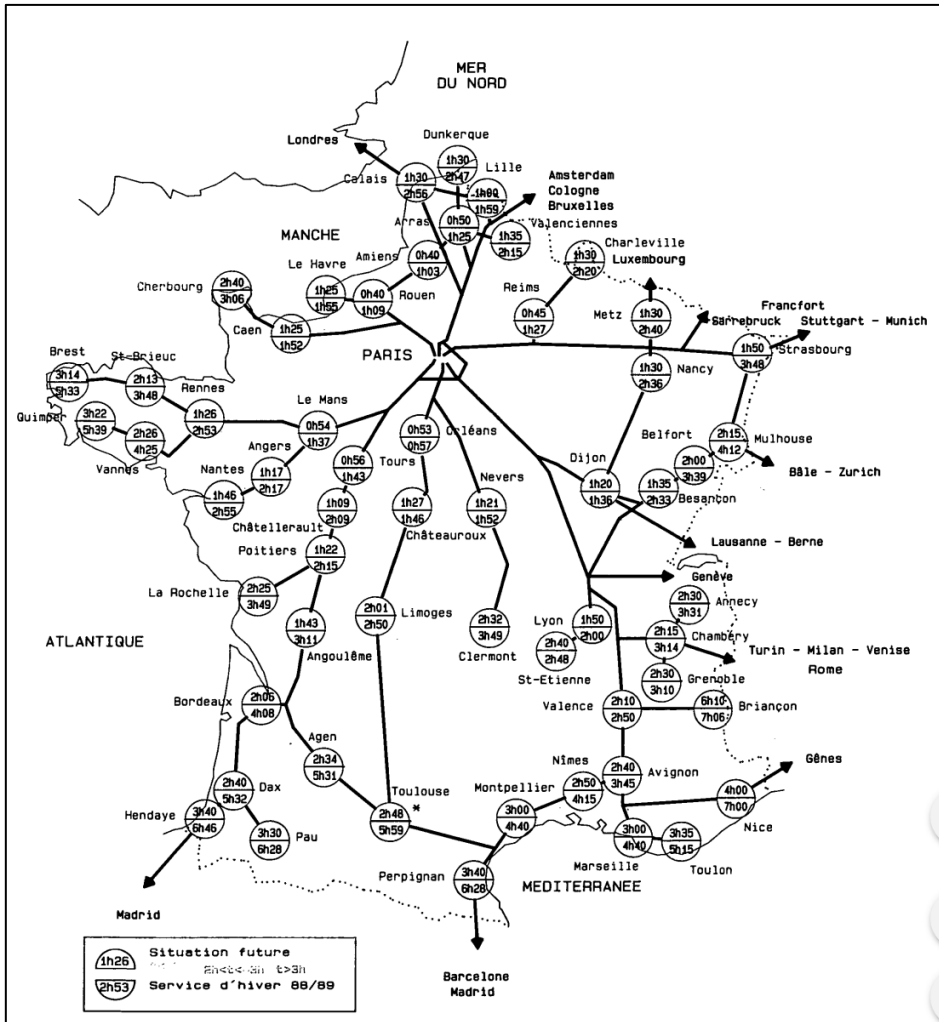 MER
DU NORD
Dunkerque
Londres
1h30
2h47
Lille
Calais
1h30
2h56
1h00
1h59
Amsterdam
Cologne
Bruxelles
Arras
0h50
1h25
Valenciennes
1h35
2h15
MANCHE
Amiens
0h40
1h03
Charleville
1h30
2h20
Luxembourg
Le Havre
1h25
1h55
Rouen
0h40
1h09
Cherbourg
2h40
3h06
Caen
1h25
1h52
Reims
0h45
1h27
Metz
1h30
2h40
Sarrebruck
Francfort
Stuttgart - Munich
Strasbourg
1h50
3h48
PARIS
Nancy
1h30
2h36
Brest
3h14
5h33
St-Brieuc
2h13
3h48
Rennes
1h26
2h53
Le Mans
0h54
1h37
Quimper
3h22
5h39
Vannes
2h26
4h25
Angers
1h17
2h17
Nantes
1h46
2h55
Orléans
0h53
0h57
Tours
0h56
1h43
Nevers
1h21
1h52
Dijon
1h20
1h36
Belfort
2h00
3h39
Besançon
1h35
2h33
Mulhouse
2h15
4h12
Bâle - Zurich
Châtellerault
1h09
2h09
Châteauroux
1h27
1h46
Lausanne - Berne
Poitiers
1h22
2h15
Genève
La Rochelle
2h25
3h49
Limoges
2h01
2h50
Clermont
2h32
3h49
Lyon
1h50
2h00
Annecy
2h30
3h31
Chambéry
2h15
3h14
ATLANTIQUE
Angoulême
1h43
3h11
St-Etienne
2h40
2h48
Grenoble
2h30
3h10
Turin - Milan - Venise
Rome
Bordeaux
2h06
4h08
Valence
2h10
2h50
Briançon
6h10
7h06
Agen
2h34
5h31
Gênes
Dax
2h40
5h32
Toulouse
*
2h48
5h59
Montpellier
3h00
4h40
Nîmes
2h50
4h15
Avignon
2h40
3h45
Nice
4h00
7h00
Hendaye
3h40
6h46
Pau
3h30
6h28
Marseille
3h00
4h40
Toulon
3h35
5h15
Perpignan
3h40
6h28
MEDITERRANEE
Madrid
Barcelone
Madrid
1h26
Situation future
2h<t<3h t>3h
2h53
Service d'hiver 88/89